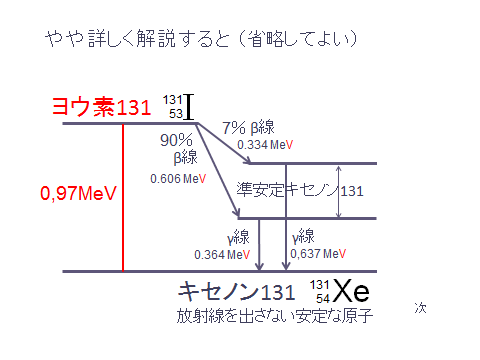 やや詳しく解説すると (省略してよい)
ヨウ素131 131 53 I
7% β線
0.334 MeV
90%
β線
0.606 MeV
0,97MeV
準安定キセノン131
γ線
0.364 MeV
γ線
0,637 MeV
キセノン131 131 54 Xe
放射線を出さない安定な原子
次